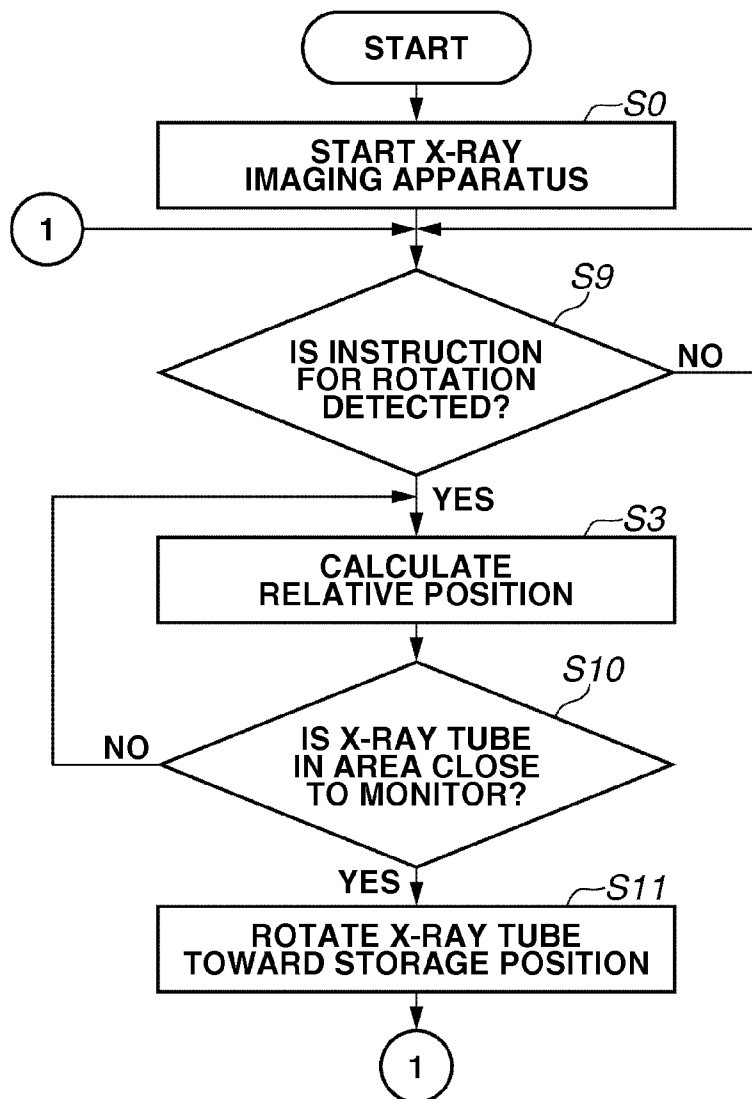 START
S0
START X-RAY
IMAGING APPARATUS
1
S9
IS INSTRUCTION
FOR ROTATION
DETECTED?
NO
YES
S3
CALCULATE
RELATIVE POSITION
S10
NO
IS X-RAY TUBE
IN AREA CLOSE
TO MONITOR?
YES
S11
ROTATE X-RAY TUBE
TOWARD STORAGE POSITION
1